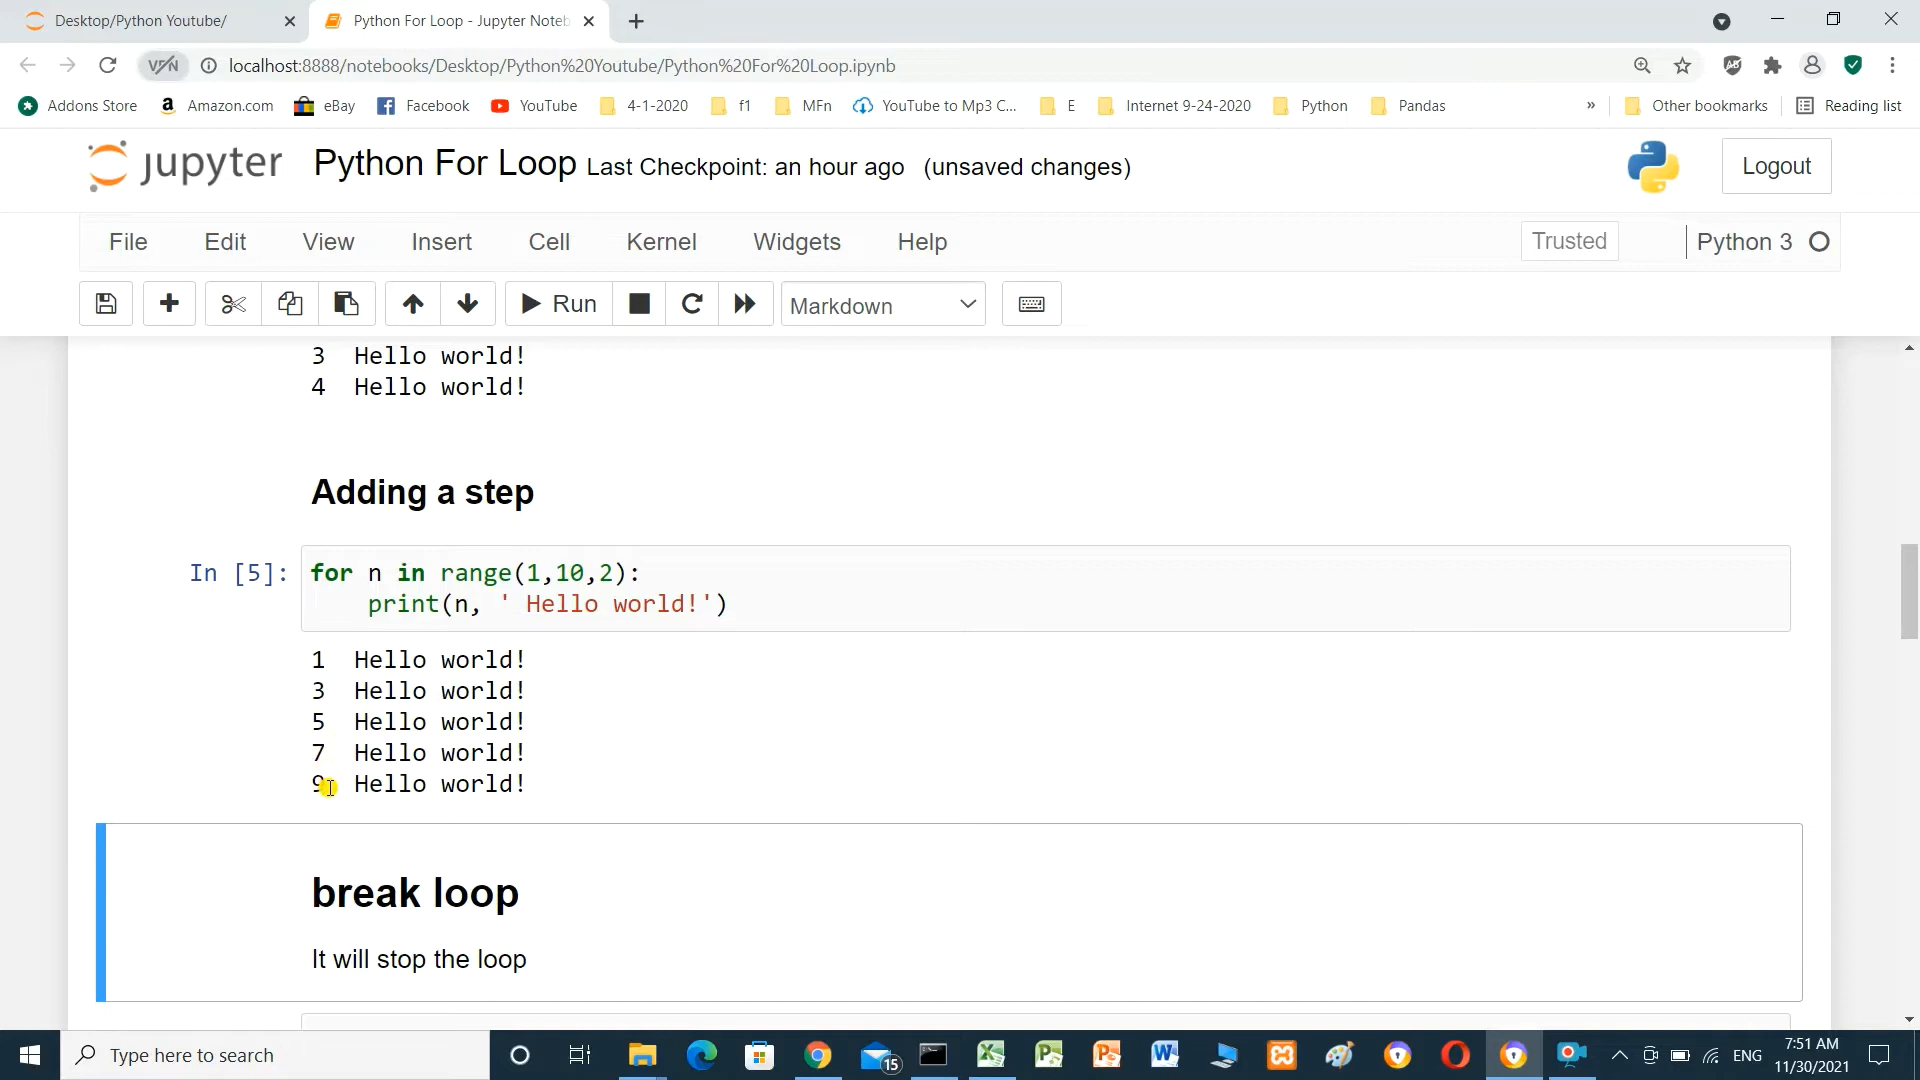 Desktop/Python Youtube/
Python For Loop - Jupyter Noteb
VPN
localhost:8888/notebooks/Desktop/Python%20Youtube/Python%20For%20Loop.ipynb
Addons Store
Amazon.com
eBay
Facebook
YouTube
4-1-2020
f1
MFn
YouTube to Mp3 C...
E
Internet 9-24-2020
Python
Pandas
»
Other bookmarks
Reading list
jupyter
Python For Loop Last Checkpoint: an hour ago (unsaved changes)
Logout
File
Edit
View
Insert
Cell
Kernel
Widgets
Help
Trusted
Python 3
Run
Markdown
3  Hello world!
4  Hello world!
Adding a step
In [5]:
for n in range(1,10,2):
    print(n, ' Hello world!')
1  Hello world!
3  Hello world!
5  Hello world!
7  Hello world!
9  Hello world!
break loop
It will stop the loop
Type here to search
15
ENG
7:51 AM
11/30/2021